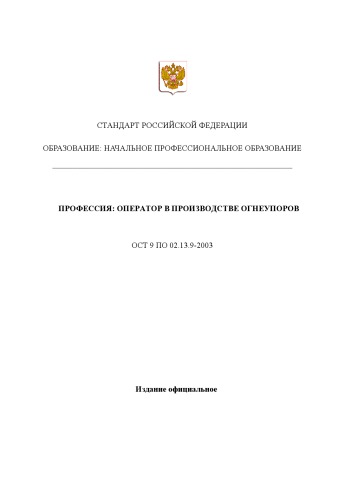 СТАНДАРТ РОССИЙСКОЙ ФЕДЕРАЦИИ
ОБРАЗОВАНИЕ: НАЧАЛЬНОЕ ПРОФЕССИОНАЛЬНОЕ ОБРАЗОВАНИЕ
ПРОФЕССИЯ: ОПЕРАТОР В ПРОИЗВОДСТВЕ ОГНЕУПОРОВ
ОСТ 9 ПО 02.13.9-2003
Издание официальное